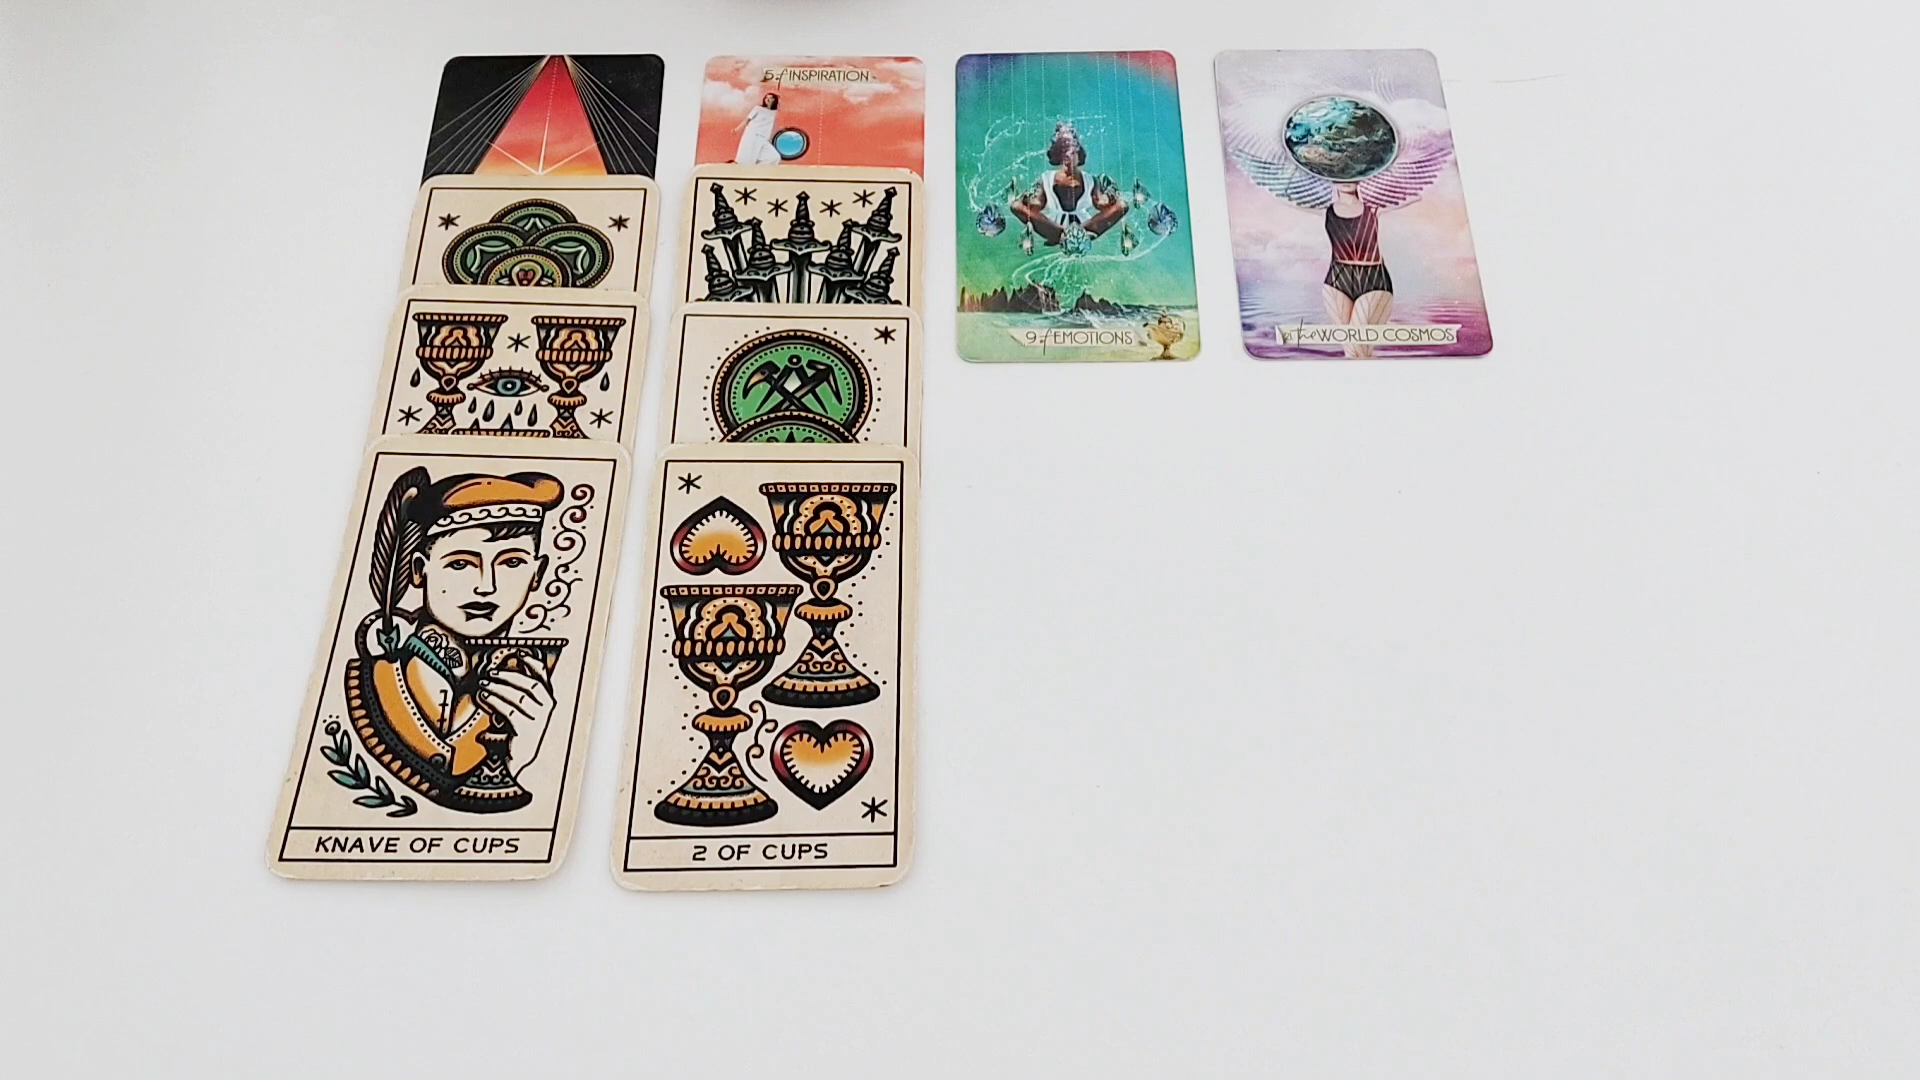 5 of INSPIRATION
9 of EMOTIONS
the WORLD COSMOS
KNAVE OF CUPS
2 OF CUPS